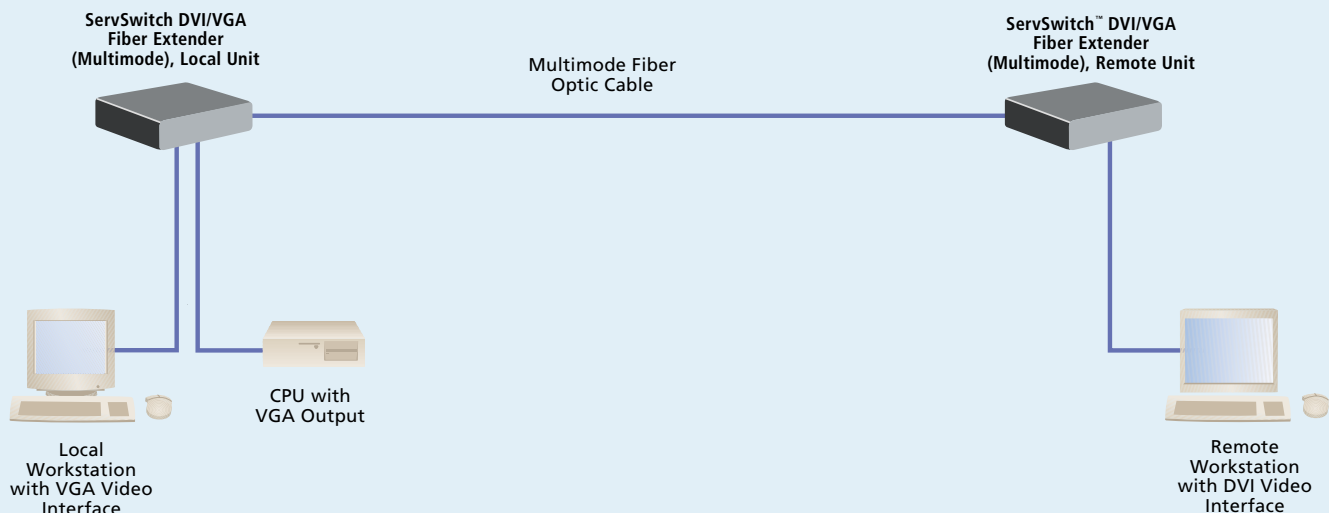 ServSwitch DVI/VGA
Fiber Extender
(Multimode), Local Unit
Multimode Fiber
Optic Cable
ServSwitch™ DVI/VGA
Fiber Extender
(Multimode), Remote Unit
CPU with
VGA Output
Local
Workstation
with VGA Video
Interface
Remote
Workstation
with DVI Video
Interface